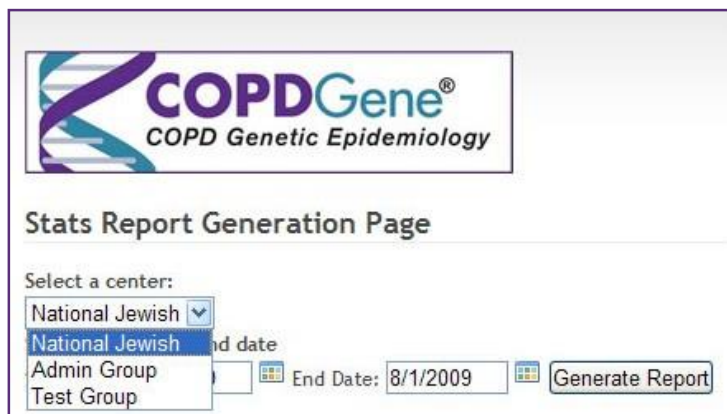 COPDGene®
COPD Genetic Epidemiology
Stats Report Generation Page
Select a center:
National Jewish
National Jewish nd date
Admin Group
End Date: 8/1/2009 Generate Report
Test Group